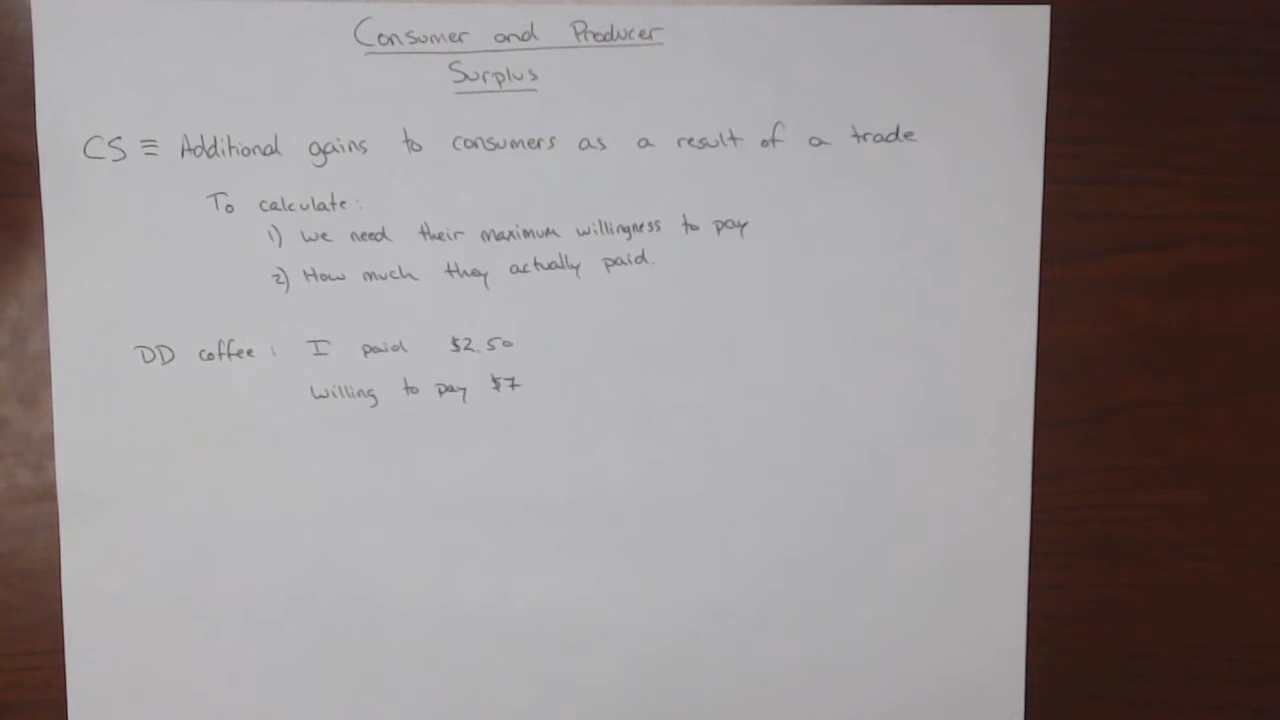 Consumer and Producer
Surplus
CS ≡ Additional gains to consumers as a result of a trade
To calculate:
1) we need their maximum willingness to pay
2) How much they actually paid.
DD coffee: I paid $2.50
Willing to pay $7